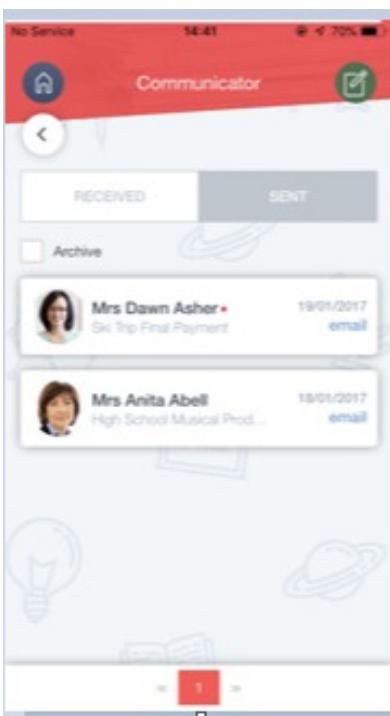 No Service 14:41 70%
Communicator
RECEIVED SENT
Archive
Mrs Dawn Asher 19/01/2017
Ski Trip Final Payment email
Mrs Anita Abell 18/01/2017
High School Musical Prod... email
« 1 »